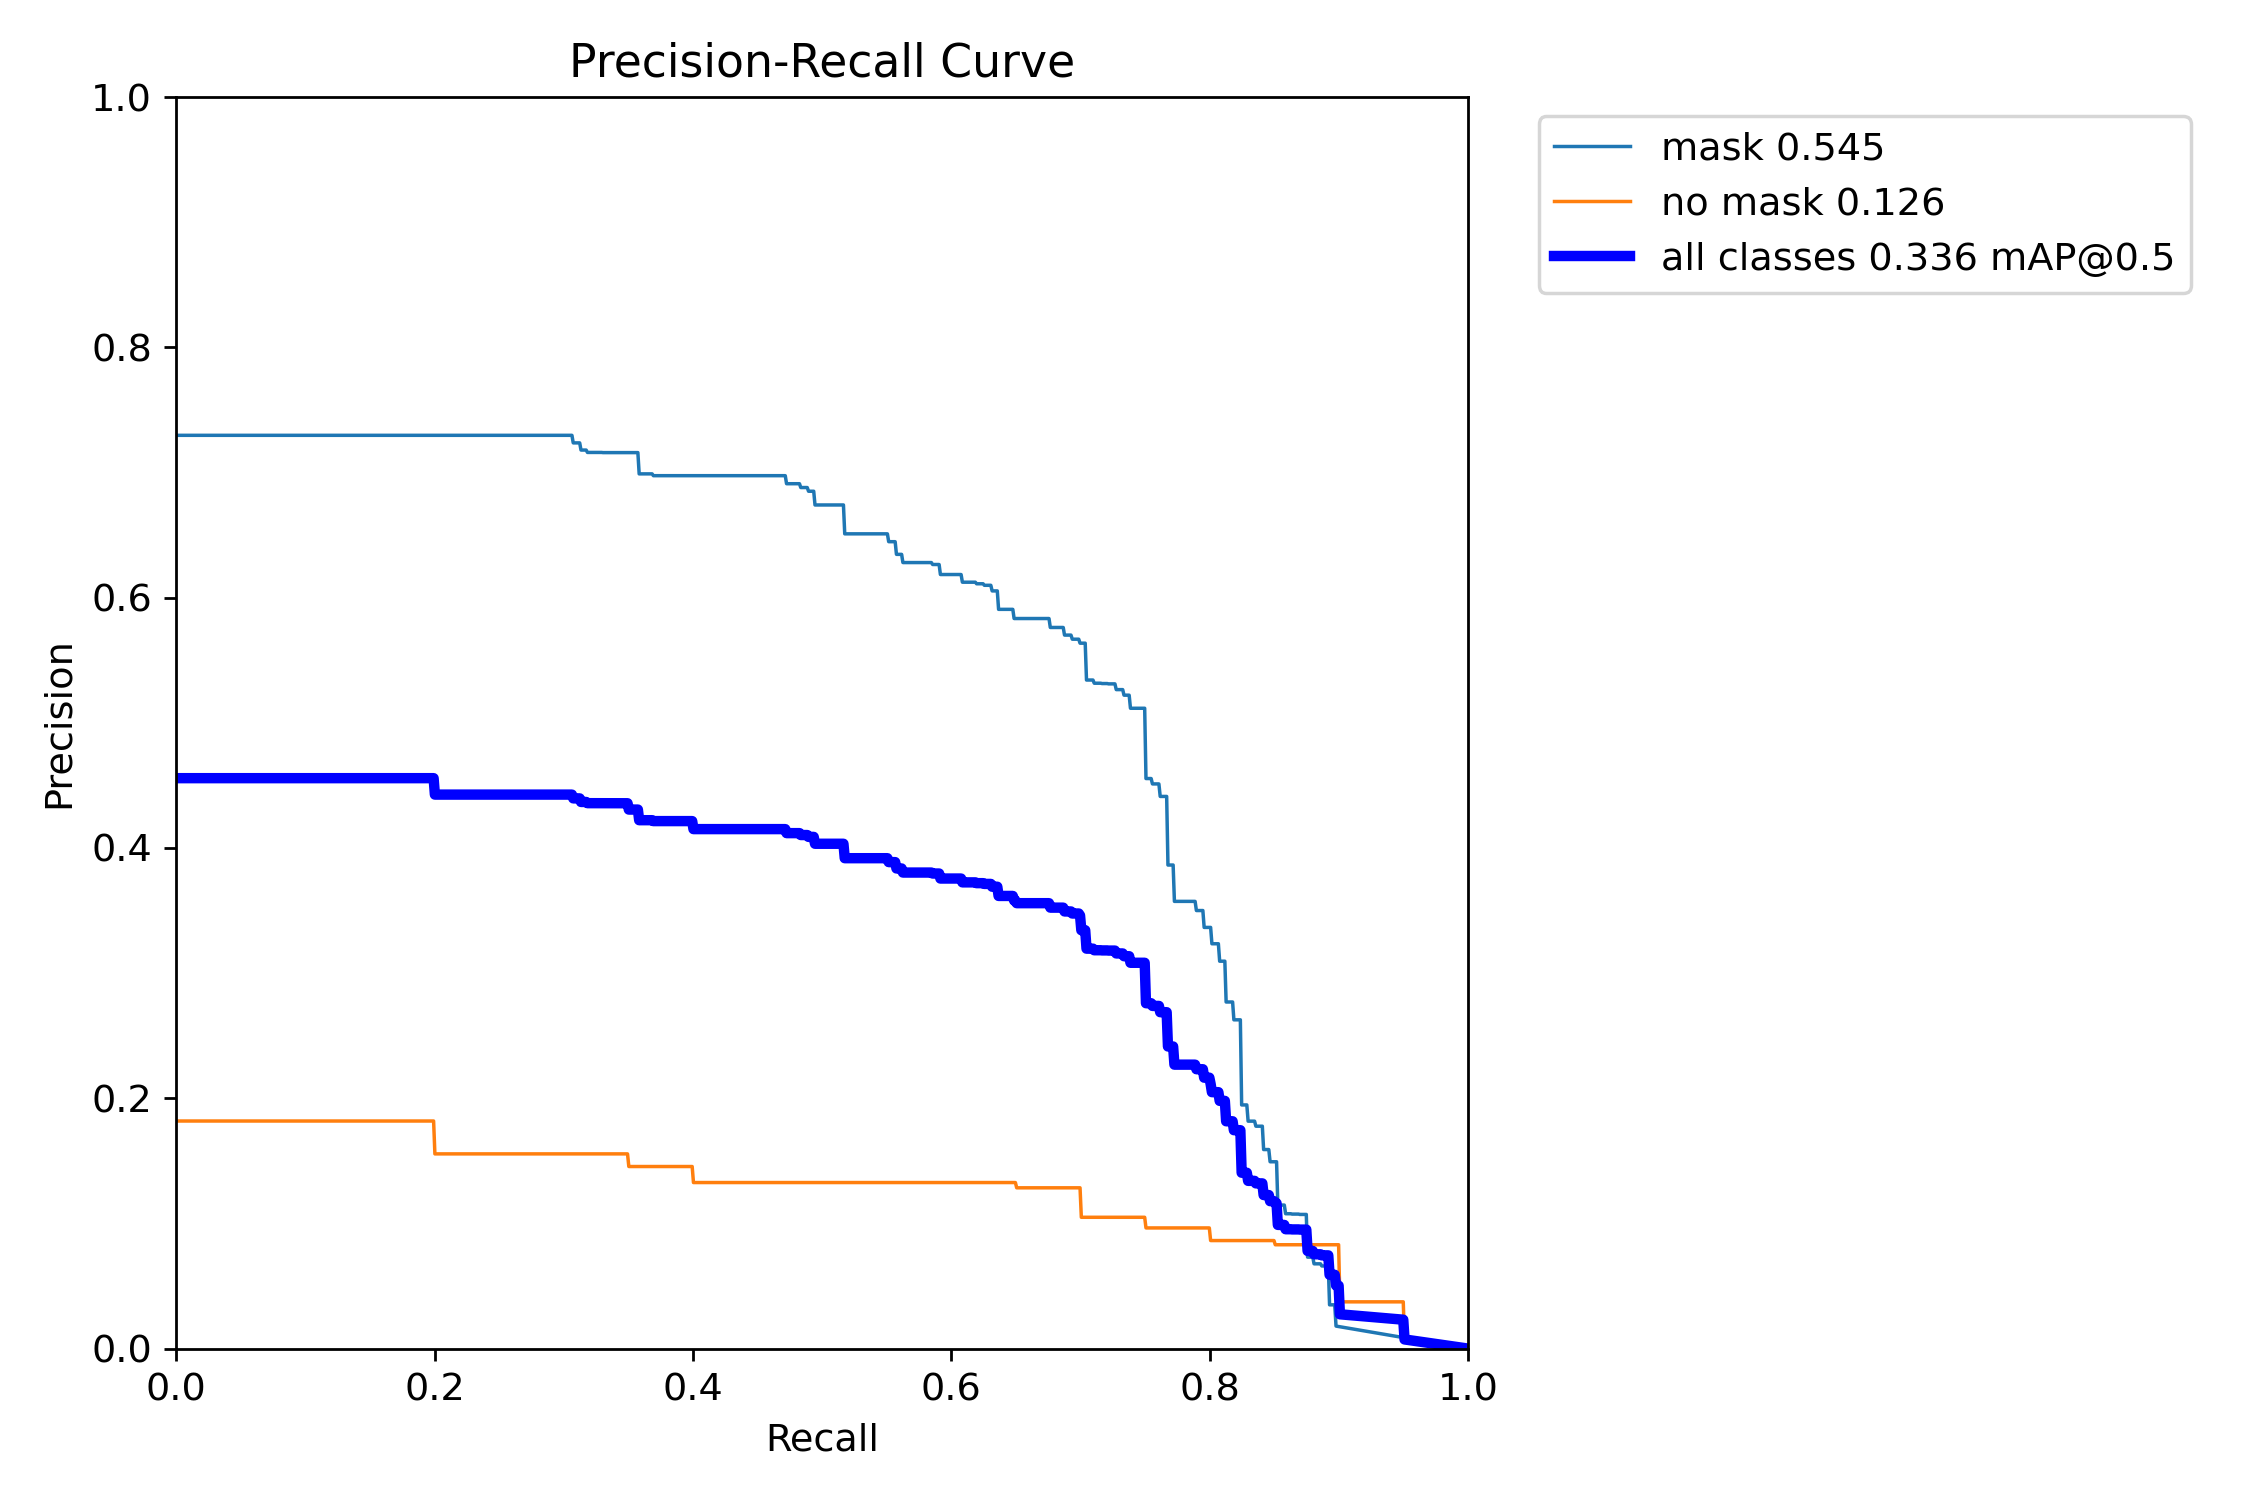 Precision-Recall Curve
1.0
0.8
0.6
0.4
0.2
0.0
Precision
0.0 0.2 0.4 0.6 0.8 1.0
Recall
mask 0.545
no mask 0.126
all classes 0.336 mAP@0.5